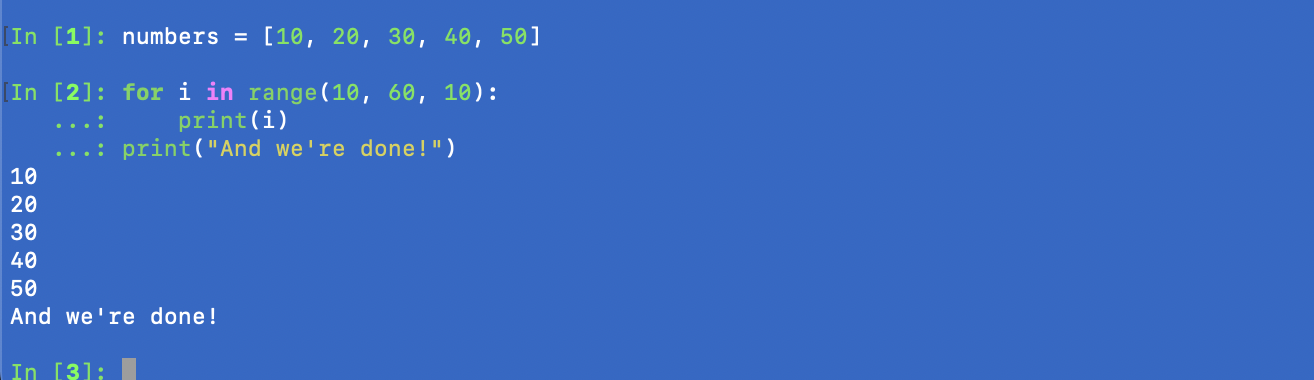 [In [1]: numbers = [10, 20, 30, 40, 50]
[In [2]: for i in range(10, 60, 10):
   ...:     print(i)
   ...: print("And we're done!")
10
20
30
40
50
And we're done!
In [3]: